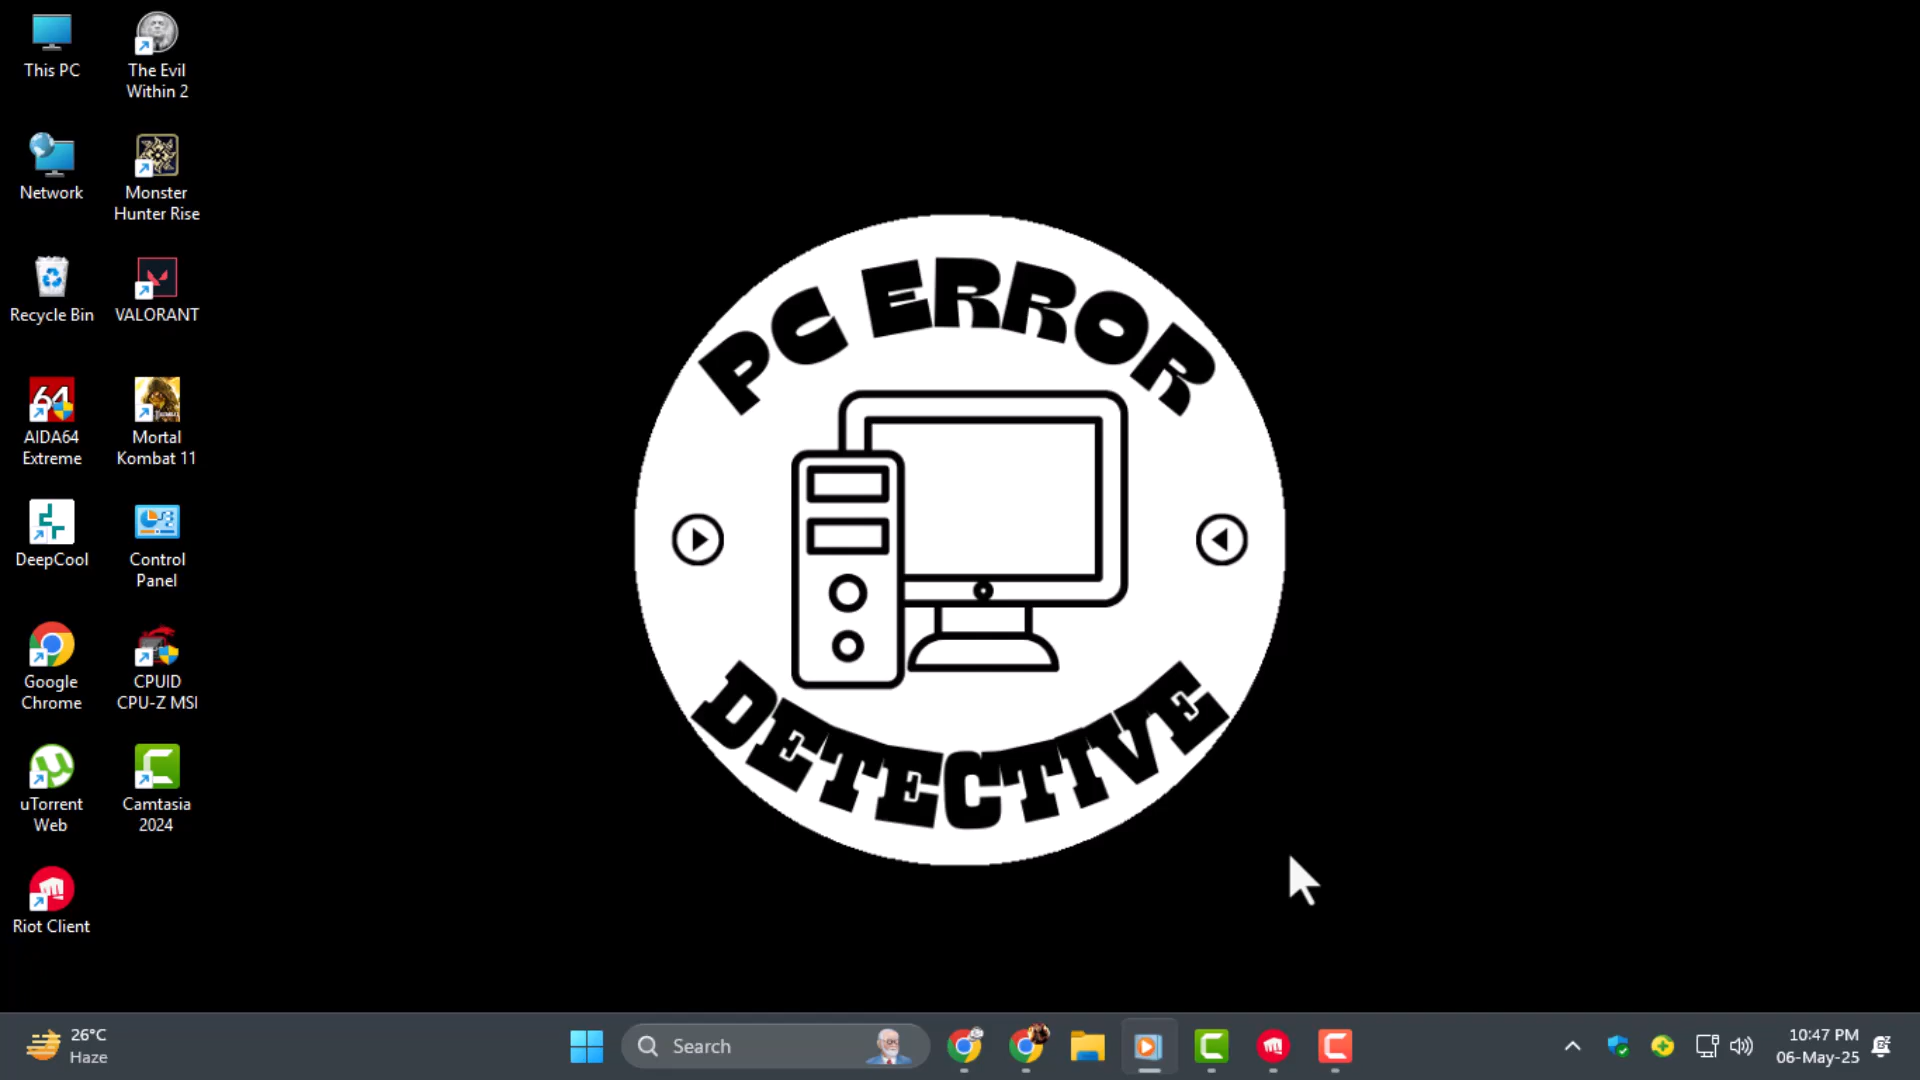 This PC
The Evil
Within 2
Network
Monster
Hunter Rise
Recycle Bin
VALORANT
64
AIDA64
Extreme
Mortal
Kombat 11
DeepCool
Control
Panel
Google
Chrome
CPUID
CPU-Z MSI
uTorrent
Web
Camtasia
2024
Riot Client
PC ERROR
DETECTIVE
26°C
Haze
Search
10:47 PM
06-May-25